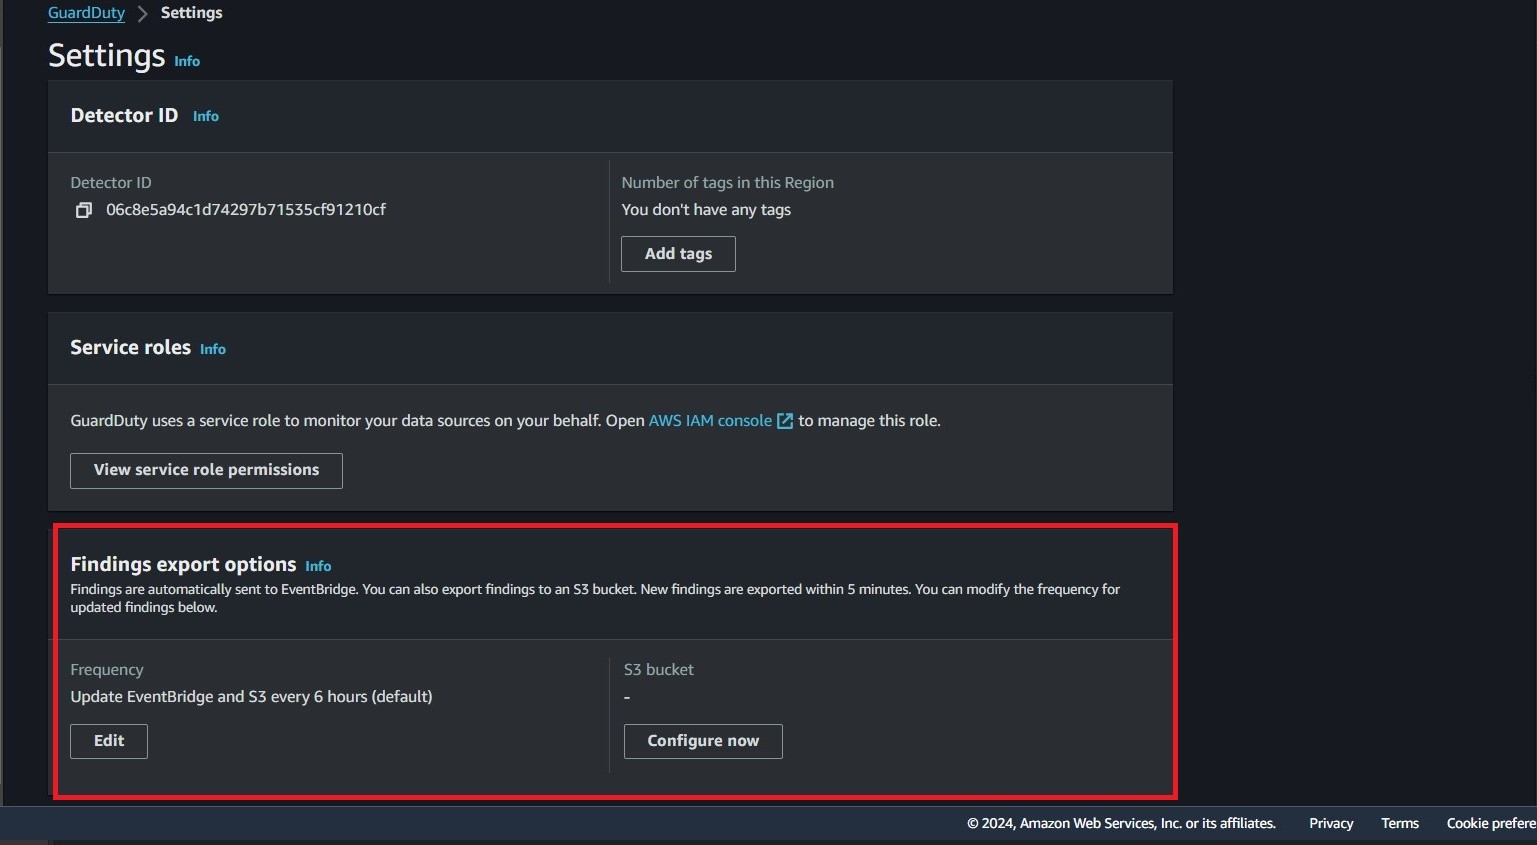 GuardDuty > Settings
Settings Info
Detector ID Info
Detector ID
06c8e5a94c1d74297b71535cf91210cf
Number of tags in this Region
You don't have any tags
Add tags
Service roles Info
GuardDuty uses a service role to monitor your data sources on your behalf. Open AWS IAM console to manage this role.
View service role permissions
Findings export options Info
Findings are automatically sent to EventBridge. You can also export findings to an S3 bucket. New findings are exported within 5 minutes. You can modify the frequency for
updated findings below.
Frequency
Update EventBridge and S3 every 6 hours (default)
Edit
S3 bucket
-
Configure now
© 2024, Amazon Web Services, Inc. or its affiliates. Privacy Terms Cookie prefere